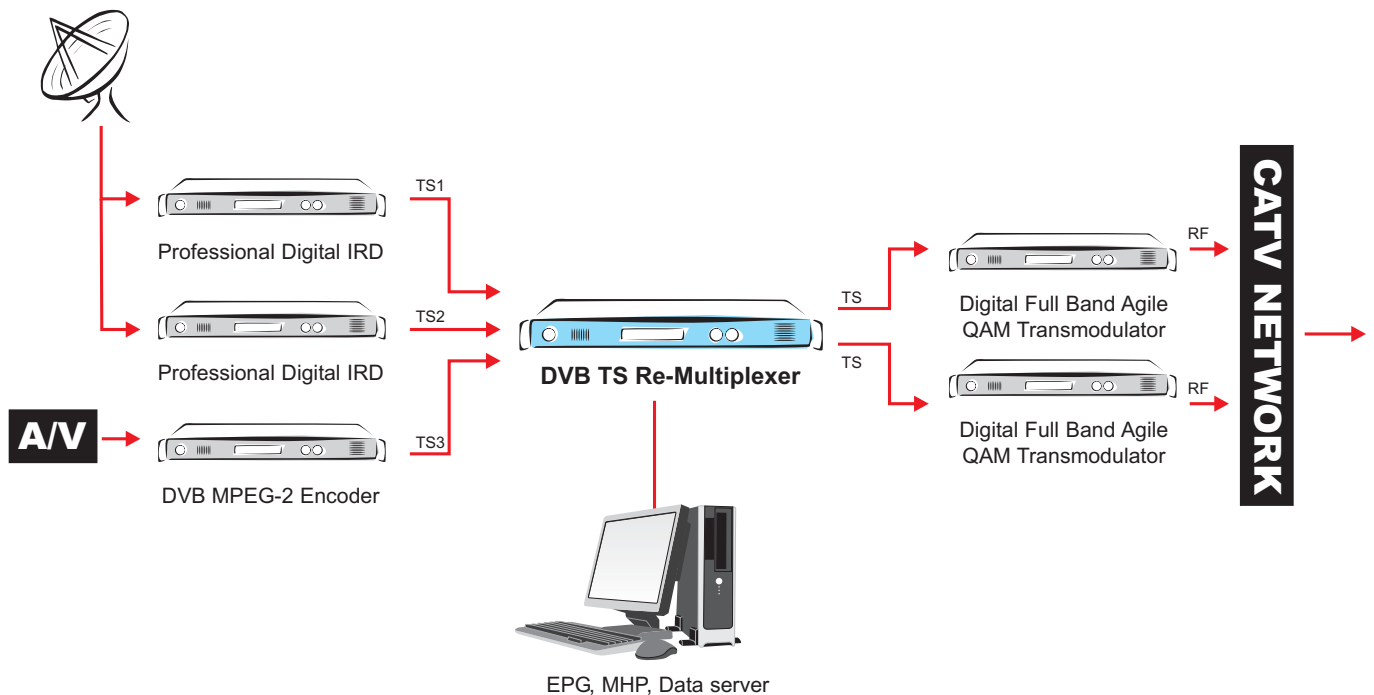 TS1
Professional Digital IRD
TS2
Professional Digital IRD
A/V
TS3
DVB MPEG-2 Encoder
DVB TS Re-Multiplexer
EPG, MHP, Data server
TS
TS
RF
Digital Full Band Agile
QAM Transmodulator
RF
Digital Full Band Agile
QAM Transmodulator
CATV NETWORK